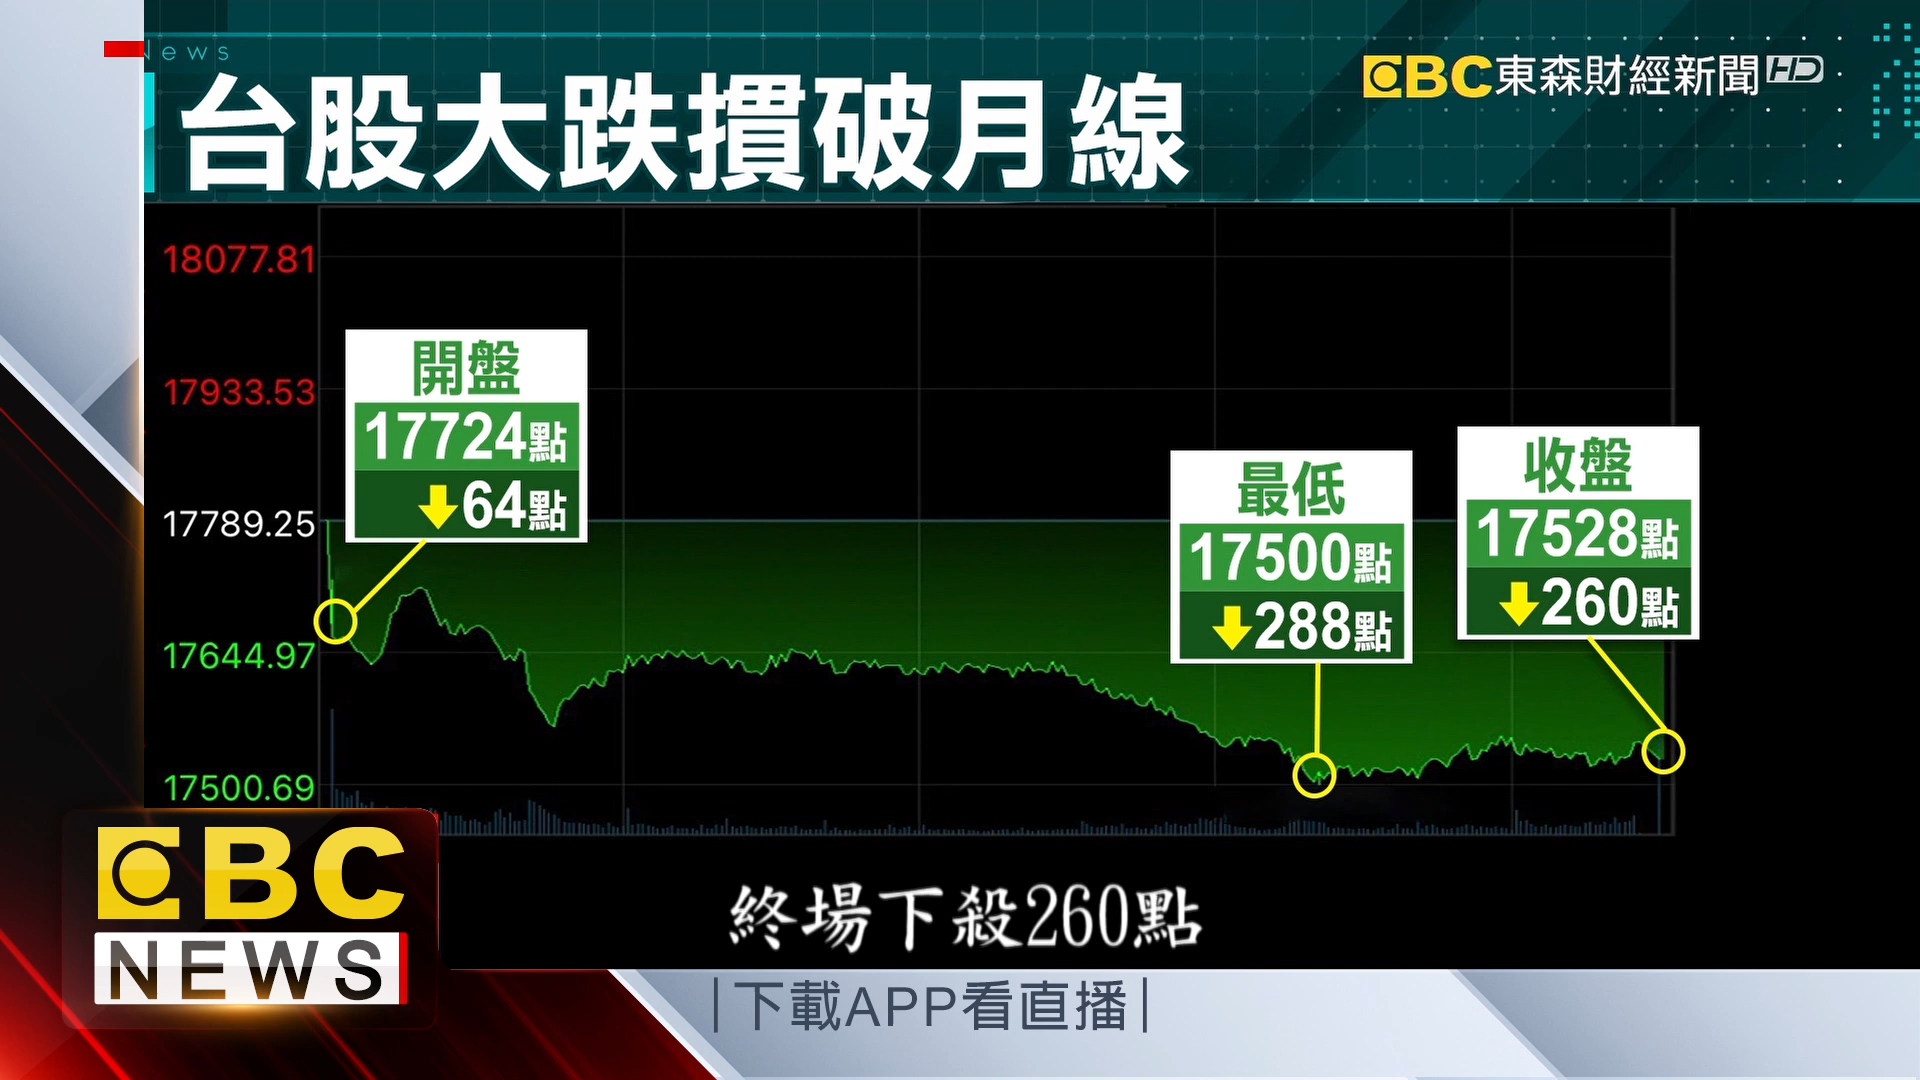 News
EBC東森財經新聞HD
台股大跌摜破月線
18077.81
17933.53
17789.25
17644.97
17500.69
開盤
17724點
↓64點
最低
17500點
↓288點
收盤
17528點
↓260點
終場下殺260點
EBC
NEWS
|下載APP看直播|